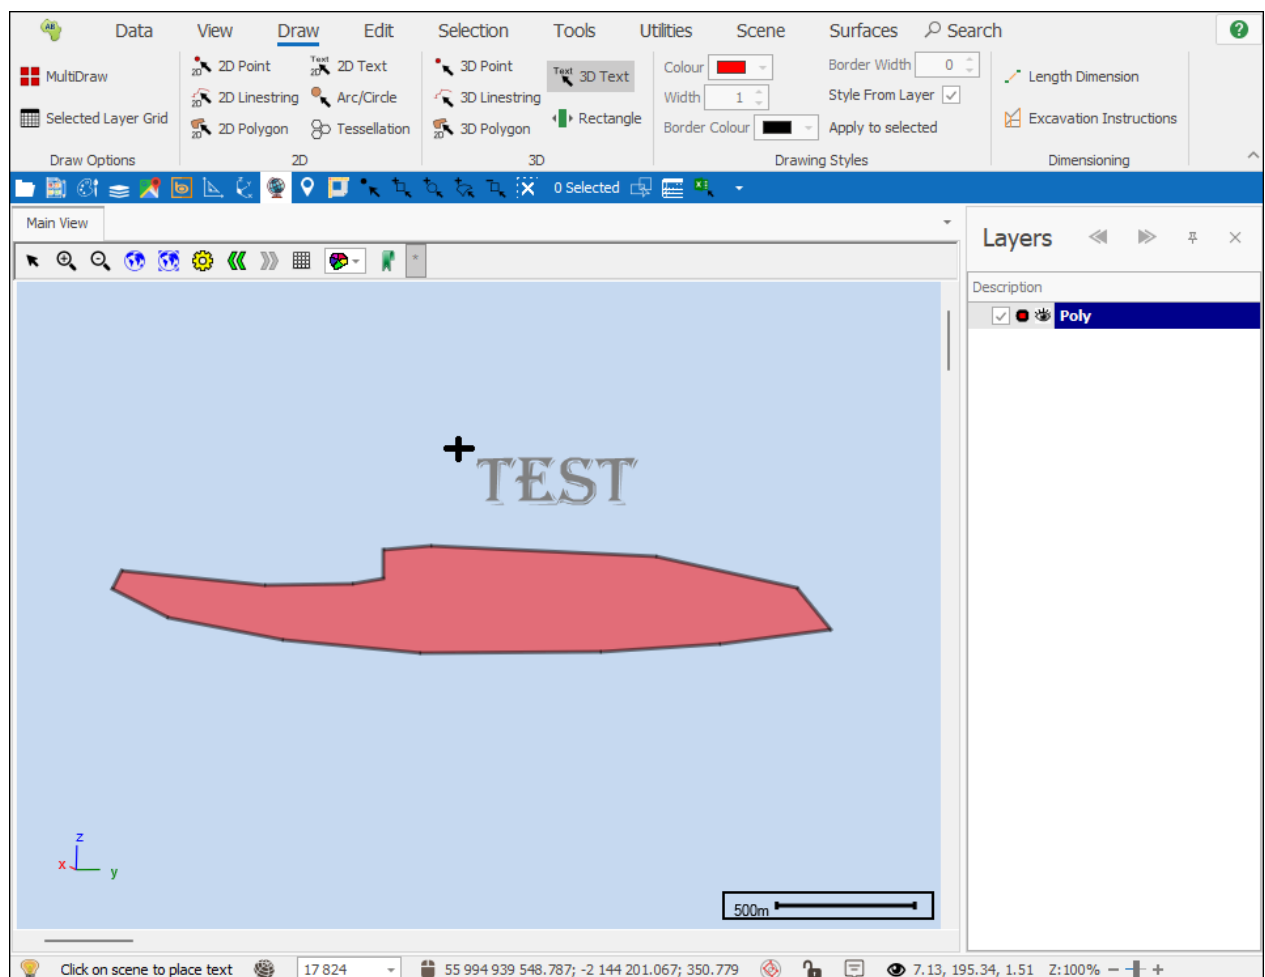 AB Data View Draw Edit Selection Tools Utilities Scene Surfaces Search ?
MultiDraw
Selected Layer Grid
Draw Options
2D Point Text 2D 2D Text
2D Linestring Arc/Circle
2D Polygon Tessellation
2D
3D Point Text 3D Text
3D Linestring
3D Polygon Rectangle
3D
Colour Border Width 0
Width 1 Style From Layer
Border Colour Apply to selected
Drawing Styles
Length Dimension
Excavation Instructions
Dimensioning
0 Selected
Main View
Layers
Description
Poly
TEST
z
x y
500m
Click on scene to place text 17 824 55 994 939 548.787; -2 144 201.067; 350.779 7.13, 195.34, 1.51 Z:100% − +